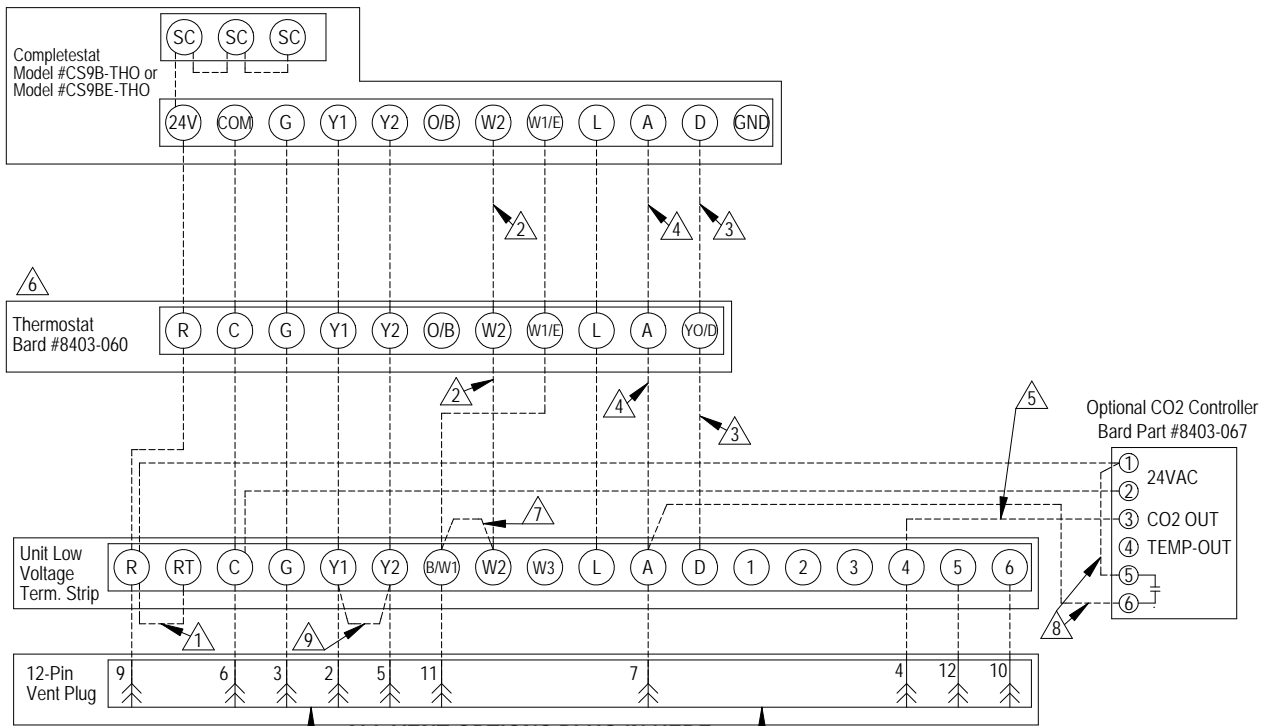 SC SC SC
Completestat
Model #CS9B-THO or
Model #CS9BE-THO
24V COM G Y1 Y2 O/B W2 W1/E L A D GND
2 4 3
6
Thermostat
Bard #8403-060
R C G Y1 Y2 O/B W2 W1/E L A YO/D
2 4 3 5
Optional CO2 Controller
Bard Part #8403-067
1
24VAC
2
3 CO2 OUT
4 TEMP-OUT
5
6
7
8
Unit Low
Voltage
Term. Strip
R RT C G Y1 Y2 B/W1 W2 W3 L A D 1 2 3 4 5 6
1 9
12-Pin
Vent Plug
9 6 3 2 5 11 7 4 12 10